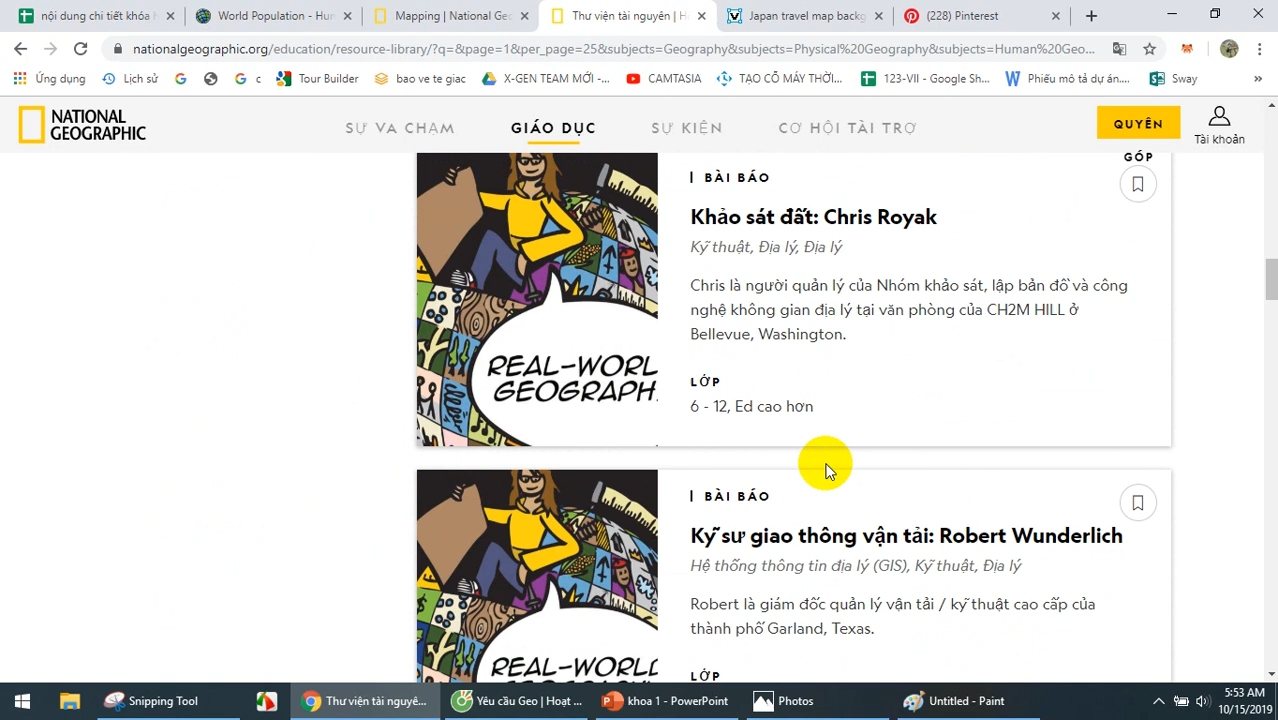 nội dung chi tiết khóa h
World Population - Hum
Mapping | National Geo
Thư viện tài nguyên | Hi
Japan travel map backg
(228) Pinterest
nationalgeographic.org/education/resource-library/?q=&page=1&per_page=25&subjects=Geography&subjects=Physical%20Geography&subjects=Human%20Geo...
Ứng dụng
Lịch sử
c
Tour Builder
bao ve te giac
X-GEN TEAM MỚI -...
CAMTASIA
TẠO CỖ MÁY THỜI...
123-VII - Google Sh...
Phiếu mô tả dự án....
Sway
»
NATIONAL
GEOGRAPHIC
SỰ VA CHẠM
GIÁO DỤC
SỰ KIỆN
CƠ HỘI TÀI TRỢ
QUYÊN
GÓP
Tài khoản
BÀI BÁO
Khảo sát đất: Chris Royak
Kỹ thuật, Địa lý, Địa lý
Chris là người quản lý của Nhóm khảo sát, lập bản đồ và công
nghệ không gian địa lý tại văn phòng của CH2M HILL ở
Bellevue, Washington.
LỚP
6 - 12, Ed cao hơn
REAL-WORL
GEOGRAPH
BÀI BÁO
Kỹ sư giao thông vận tải: Robert Wunderlich
Hệ thống thông tin địa lý (GIS), Kỹ thuật, Địa lý
Robert là giám đốc quản lý vận tải / kỹ thuật cao cấp của
thành phố Garland, Texas.
LỚP
REAL-WORLD
GEOGRAPH
Snipping Tool
Thư viện tài nguyê...
Yêu cầu Geo | Hoạt ...
khoa 1 - PowerPoint
Photos
Untitled - Paint
5:53 AM
10/15/2019